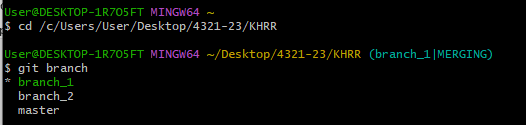 User@DESKTOP-1R7O5FT MINGW64 ~
$ cd /c/Users/User/Desktop/4321-23/KHRR
User@DESKTOP-1R7O5FT MINGW64 ~/Desktop/4321-23/KHRR (branch_1|MERGING)
$ git branch
* branch_1
branch_2
master